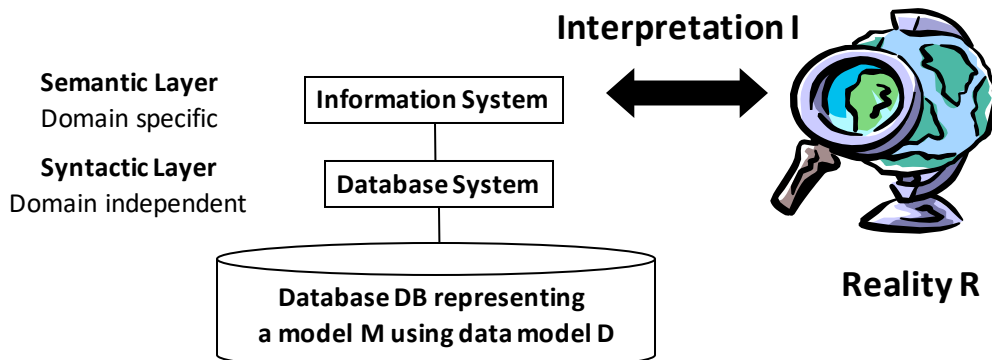 Interpretation I
Semantic Layer
Domain specific
Information System
Syntactic Layer
Domain independent
Database System
Database DB representing
a model M using data model D
Reality R